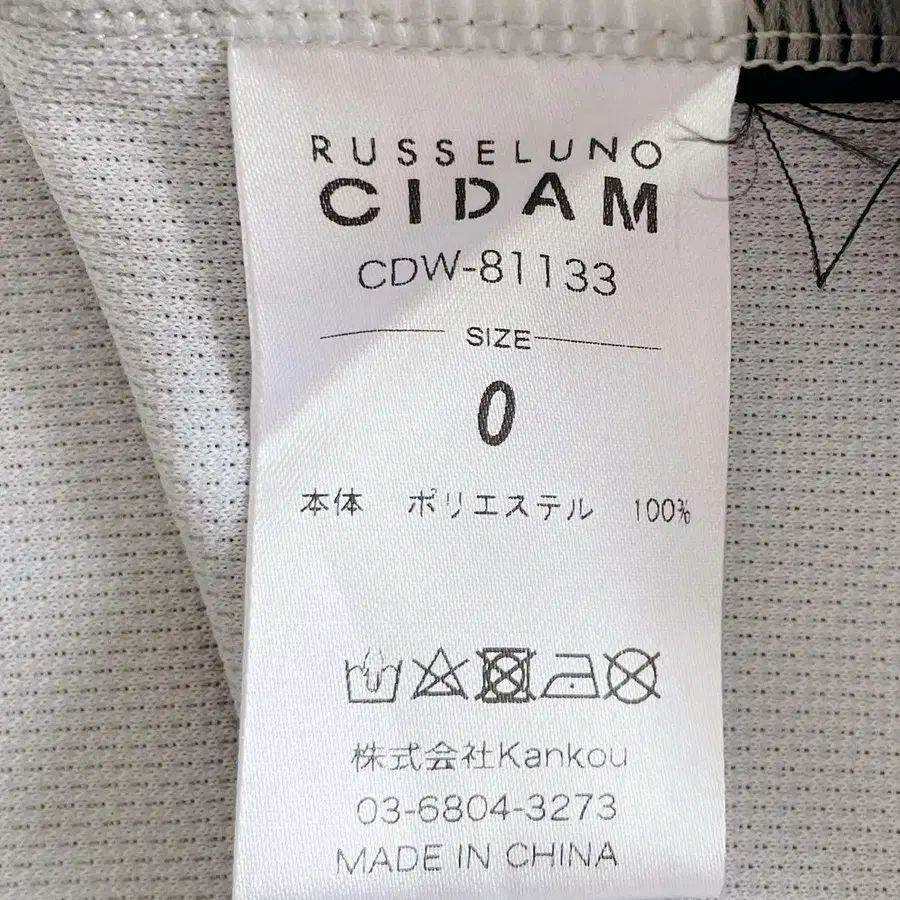 RUSSELUNO
CIDAM
CDW-81133
SIZE
0
本体 ポリエステル 100%
株式会社Kankou
03-6804-3273
MADE IN CHINA